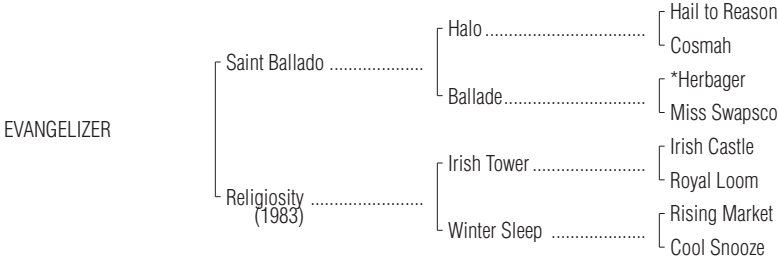 Hail to Reason
Halo ................................
Cosmah
Saint Ballado ...................
*Herbager
Ballade............................
Miss Swapsco
EVANGELIZER
Irish Castle
Irish Tower ......................
Royal Loom
Religiosity .......................
(1983)
Rising Market
Winter Sleep ...................
Cool Snooze